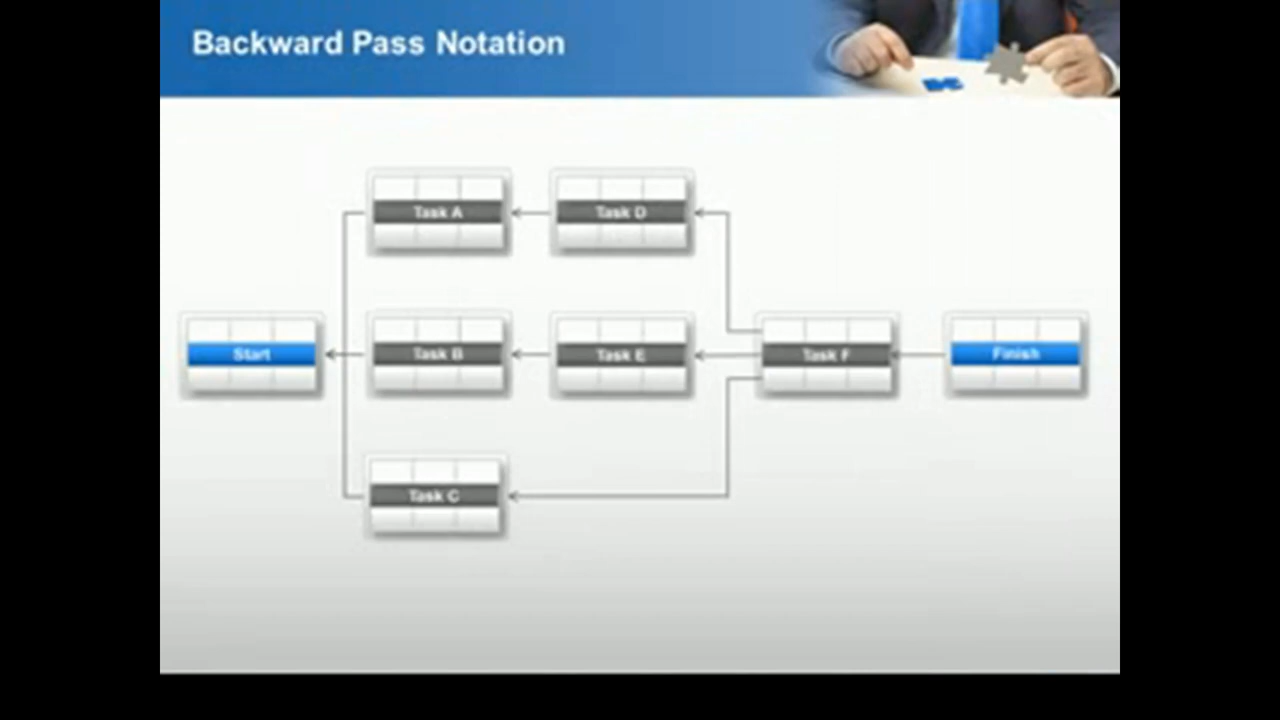 Backward Pass Notation
Task A
Task D
Start
Task B
Task E
Task F
Finish
Task C